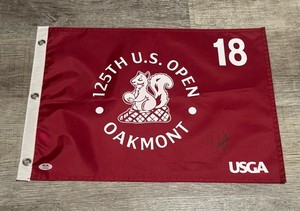 125TH U.S. OPEN
18
OAKMONT
USGA